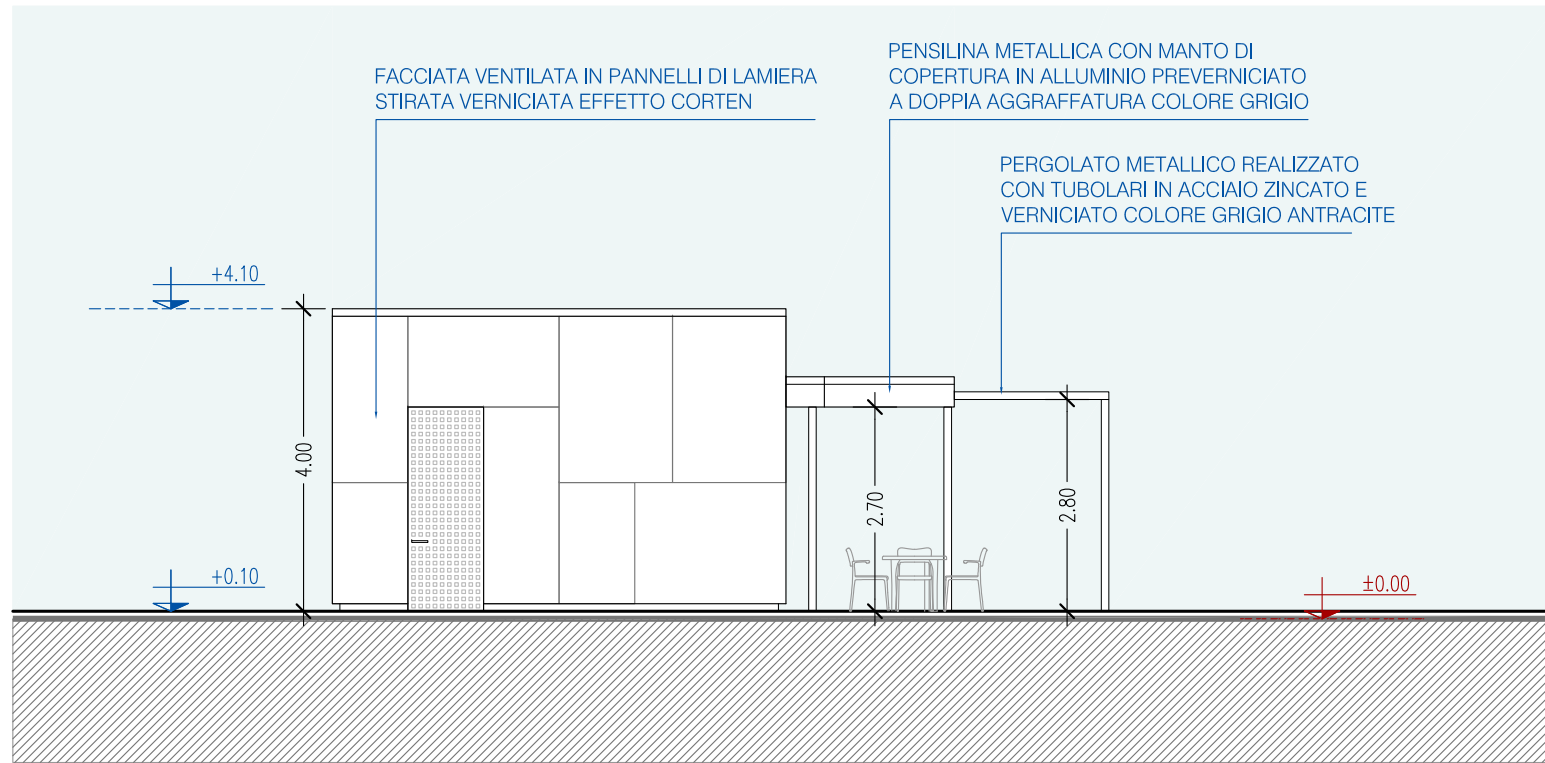 PENSILINA METALLICA CON MANTO DI
COPERTURA IN ALLUMINIO PREVERNICIATO
A DOPPIA AGGRAFFATURA COLORE GRIGIO
FACCIATA VENTILATA IN PANNELLI DI LAMIERA
STIRATA VERNICIATA EFFETTO CORTEN
PERGOLATO METALLICO REALIZZATO
CON TUBOLARI IN ACCIAIO ZINCATO E
VERNICIATO COLORE GRIGIO ANTRACITE
+4.10
4.00
2.70
2.80
+0.10
±0.00